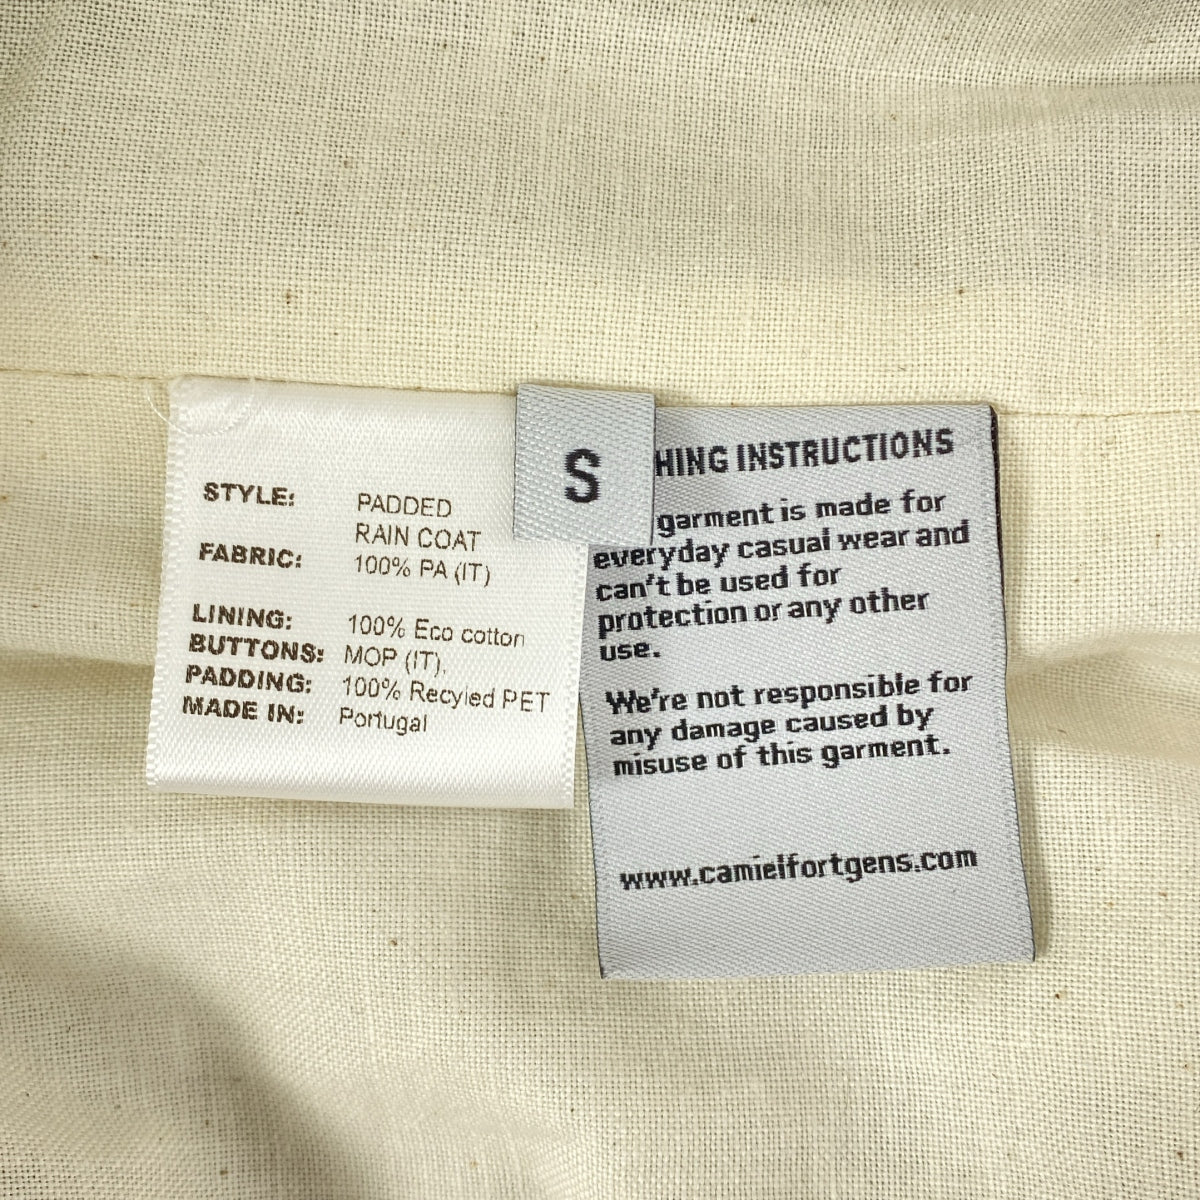 STYLE: PADDED
RAIN COAT
FABRIC: 100% PA (IT)
LINING: 100% Eco cotton
BUTTONS: MOP (IT),
PADDING: 100% Recyled PET
MADE IN: Portugal
S
HING INSTRUCTIONS
garment is made for
everyday casual wear and
can't be used for
protection or any other
use.
We're not responsible for
any damage caused by
misuse of this garment.
www.camielfortgens.com